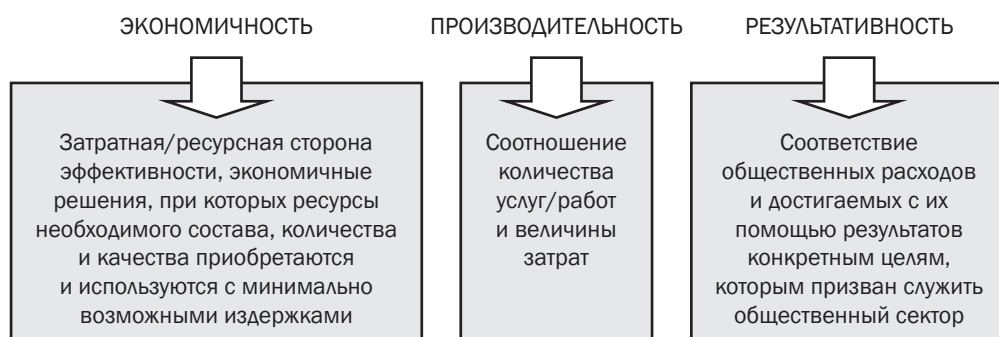 ЭКОНОМИЧНОСТЬ
Затратная/ресурсная сторона
эффективности, экономичные
решения, при которых ресурсы
необходимого состава, количества
и качества приобретаются
и используются с минимально
возможными издержками
ПРОИЗВОДИТЕЛЬНОСТЬ
Соотношение
количества
услуг/работ
и величины
затрат
РЕЗУЛЬТАТИВНОСТЬ
Соответствие
общественных расходов
и достигаемых с их
помощью результатов
конкретным целям,
которым призван служить
общественный сектор